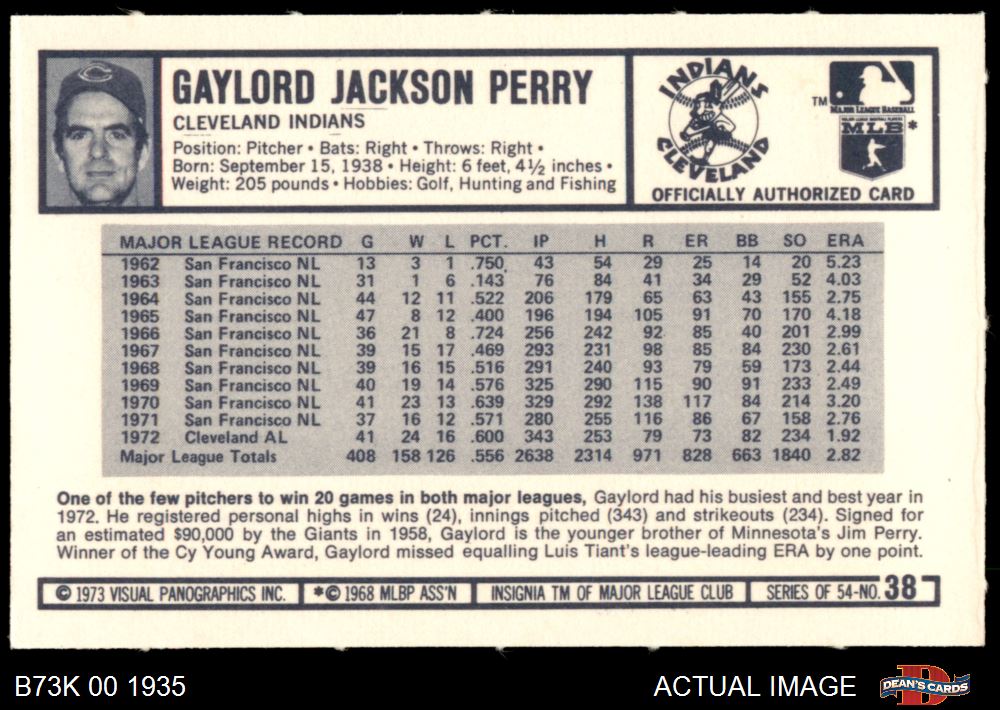 GAYLORD JACKSON PERRY
CLEVELAND INDIANS
Position: Pitcher • Bats: Right • Throws: Right •
Born: September 15, 1938 • Height: 6 feet, 4½ inches •
Weight: 205 pounds • Hobbies: Golf, Hunting and Fishing
INDIANS
CLEVELAND
TM
MAJOR LEAGUE BASEBALL
MAJOR LEAGUE BASEBALL PLAYERS
MLB *
OFFICIALLY AUTHORIZED CARD
MAJOR LEAGUE RECORD G W L PCT. IP H R ER BB SO ERA
1962 San Francisco NL 13 3 1 .750 43 54 29 25 14 20 5.23
1963 San Francisco NL 31 1 6 .143 76 84 41 34 29 52 4.03
1964 San Francisco NL 44 12 11 .522 206 179 65 63 43 155 2.75
1965 San Francisco NL 47 8 12 .400 196 194 105 91 70 170 4.18
1966 San Francisco NL 36 21 8 .724 256 242 92 85 40 201 2.99
1967 San Francisco NL 39 15 17 .469 293 231 98 85 84 230 2.61
1968 San Francisco NL 39 16 15 .516 291 240 93 79 59 173 2.44
1969 San Francisco NL 40 19 14 .576 325 290 115 90 91 233 2.49
1970 San Francisco NL 41 23 13 .639 329 292 138 117 84 214 3.20
1971 San Francisco NL 37 16 12 .571 280 255 116 86 67 158 2.76
1972 Cleveland AL 41 24 16 .600 343 253 79 73 82 234 1.92
Major League Totals 408 158 126 .556 2638 2314 971 828 663 1840 2.82
One of the few pitchers to win 20 games in both major leagues, Gaylord had his busiest and best year in
1972. He registered personal highs in wins (24), innings pitched (343) and strikeouts (234). Signed for
an estimated $90,000 by the Giants in 1958, Gaylord is the younger brother of Minnesota's Jim Perry.
Winner of the Cy Young Award, Gaylord missed equalling Luis Tiant's league-leading ERA by one point.
© 1973 VISUAL PANOGRAPHICS INC. *© 1968 MLBP ASS'N INSIGNIA TM OF MAJOR LEAGUE CLUB SERIES OF 54-NO. 38
B73K 00 1935 ACTUAL IMAGE DEAN'S CARDS